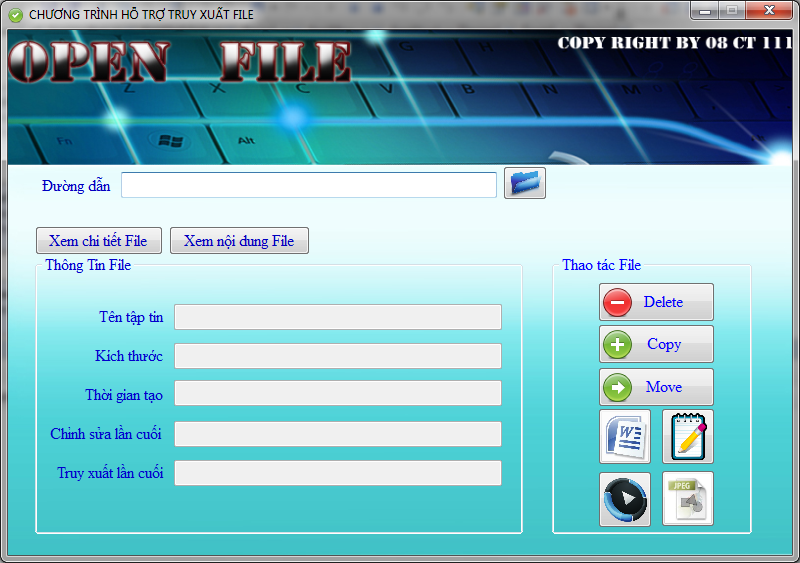 CHƯƠNG TRÌNH HỖ TRỢ TRUY XUẤT FILE
OPEN FILE
COPY RIGHT BY 08 CT 111
Z X C V B N M
Fn Alt
Đường dẫn
Xem chi tiết File
Xem nội dung File
Thông Tin File
Tên tập tin
Kích thước
Thời gian tạo
Chỉnh sửa lần cuối
Truy xuất lần cuối
Thao tác File
Delete
Copy
Move
W
JPEG